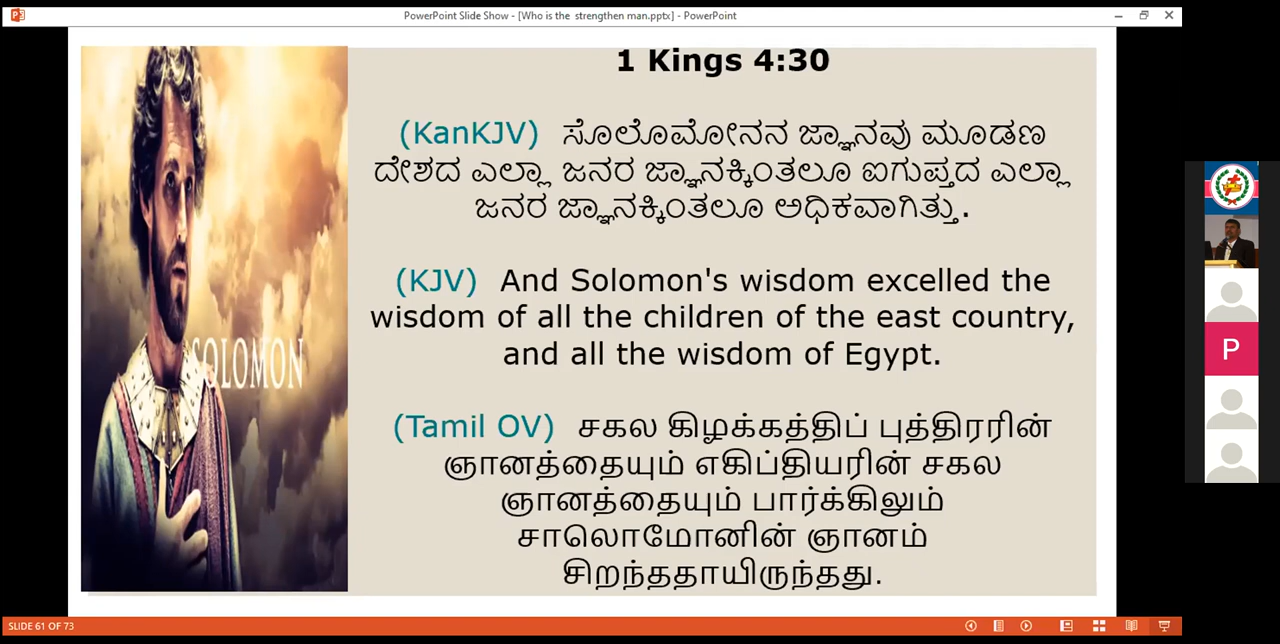 PowerPoint Slide Show - [Who is the strengthen man.pptx] - PowerPoint
1 Kings 4:30
(KanKJV) ಸೊಲೊಮೋನನ ಜ್ಞಾನವು ಮೂಡಣ
ದೇಶದ ಎಲ್ಲಾ ಜನರ ಜ್ಞಾನಕ್ಕಿಂತಲೂ ಐಗುಪ್ತದ ಎಲ್ಲಾ
ಜನರ ಜ್ಞಾನಕ್ಕಿಂತಲೂ ಅಧಿಕವಾಗಿತ್ತು.
(KJV) And Solomon's wisdom excelled the
wisdom of all the children of the east country,
and all the wisdom of Egypt.
(Tamil OV) சகல கிழக்கத்திப் புத்திரரின்
ஞானத்தையும் எகிப்தியரின் சகல
ஞானத்தையும் பார்க்கிலும்
சாலொமோனின் ஞானம்
சிறந்ததாயிருந்தது.
SOLOMON
P
SLIDE 61 OF 73